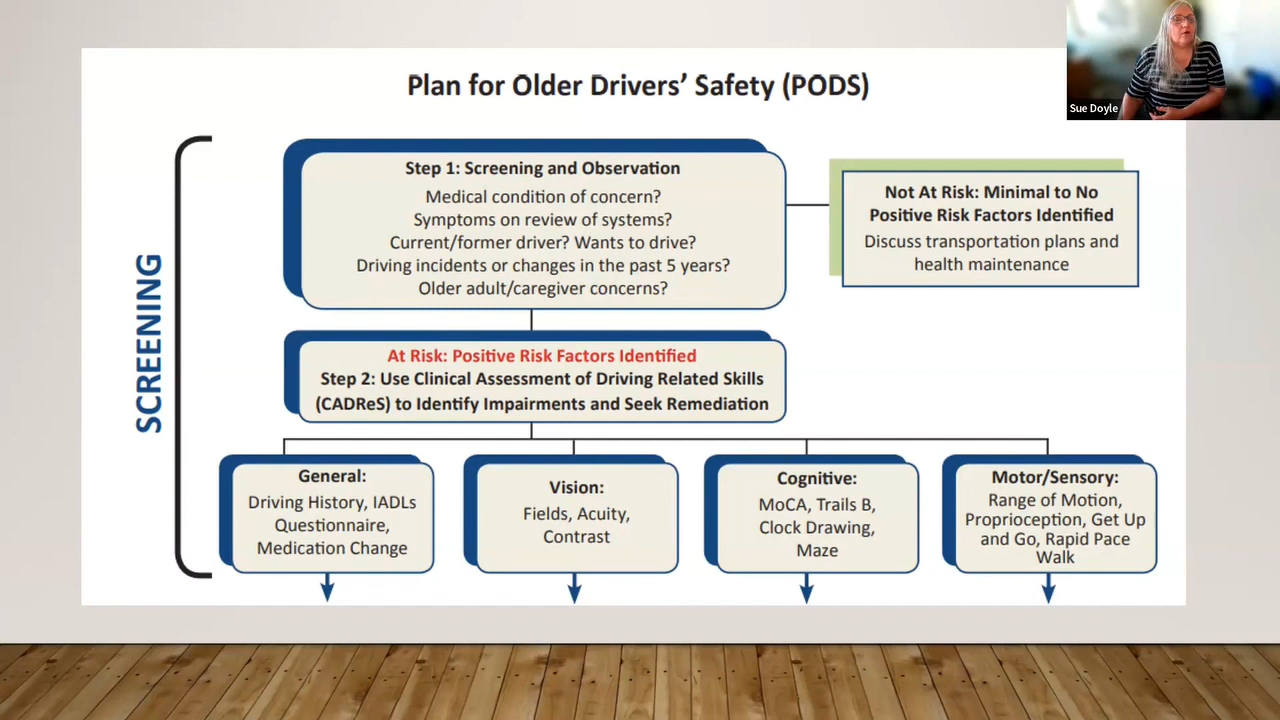 Plan for Older Drivers' Safety (PODS)
Sue Doyle
SCREENING
Step 1: Screening and Observation
Medical condition of concern?
Symptoms on review of systems?
Current/former driver? Wants to drive?
Driving incidents or changes in the past 5 years?
Older adult/caregiver concerns?
Not At Risk: Minimal to No
Positive Risk Factors Identified
Discuss transportation plans and
health maintenance
At Risk: Positive Risk Factors Identified
Step 2: Use Clinical Assessment of Driving Related Skills
(CADReS) to Identify Impairments and Seek Remediation
General:
Driving History, IADLs
Questionnaire,
Medication Change
Vision:
Fields, Acuity,
Contrast
Cognitive:
MoCA, Trails B,
Clock Drawing,
Maze
Motor/Sensory:
Range of Motion,
Proprioception, Get Up
and Go, Rapid Pace
Walk